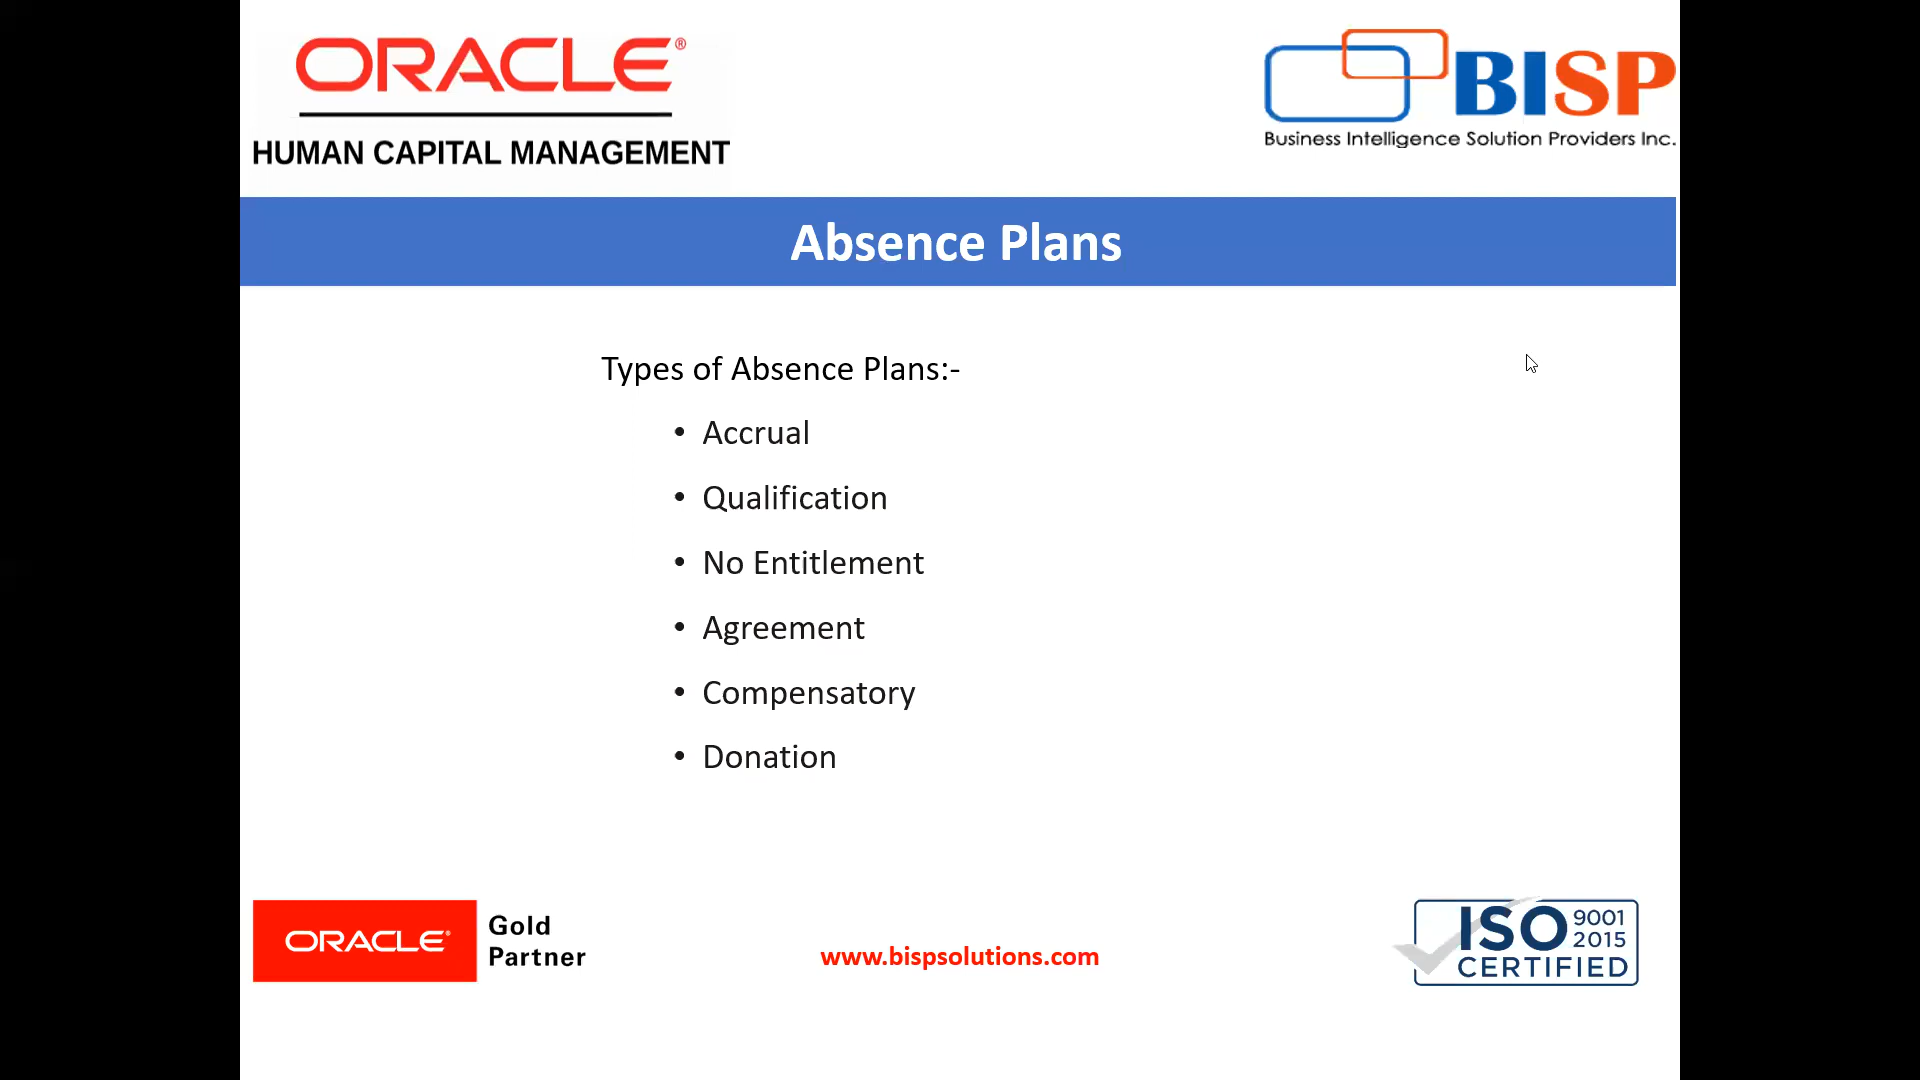 ORACLE®
HUMAN CAPITAL MANAGEMENT
BISP
Business Intelligence Solution Providers Inc.
Absence Plans
Types of Absence Plans:-
• Accrual
• Qualification
• No Entitlement
• Agreement
• Compensatory
• Donation
ORACLE®
Gold
Partner
www.bispsolutions.com
ISO 9001
2015
CERTIFIED